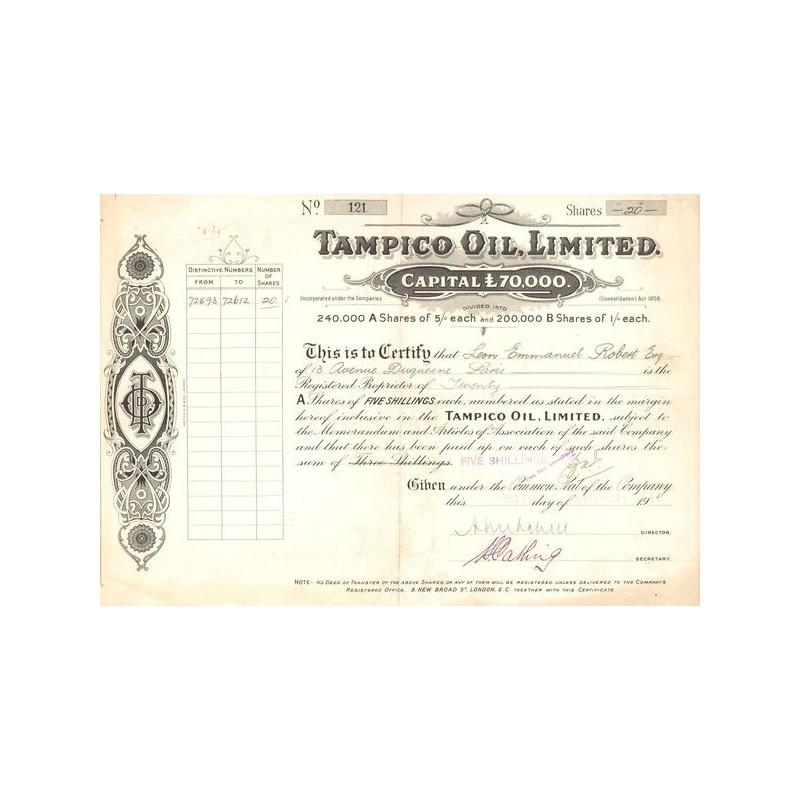 No. 121 Shares —20—
A
TAMPICO OIL, LIMITED.
CAPITAL £70,000.
Incorporated under the Companies (Consolidation) Act 1908
DIVIDED INTO
240,000 A Shares of 5/- each and 200,000 B Shares of 1/- each.
DISTINCTIVE NUMBERS NUMBER OF SHARES
FROM TO
72593 72612 20
This is to Certify that Leon Emmanuel Robert Esq
of 13 Avenue Duquesne Paris is the
Registered Proprietor of Twenty
A Shares of FIVE SHILLINGS each, numbered as stated in the margin
hereof inclusive in the TAMPICO OIL, LIMITED, subject to
the Memorandum and Articles of Association of the said Company
and that there has been paid up on each of such shares the
sum of Three Shillings. FIVE SHILLINGS
Given under the Common Seal of the Company
this day of 19
DIRECTOR.
SECRETARY.
NOTE- NO DEED OF TRANSFER OF THE ABOVE SHARES, OR ANY OF THEM WILL BE REGISTERED UNLESS DELIVERED TO THE COMPANY'S
REGISTERED OFFICE. 9, NEW BROAD ST. LONDON, E.C. TOGETHER WITH THIS CERTIFICATE.